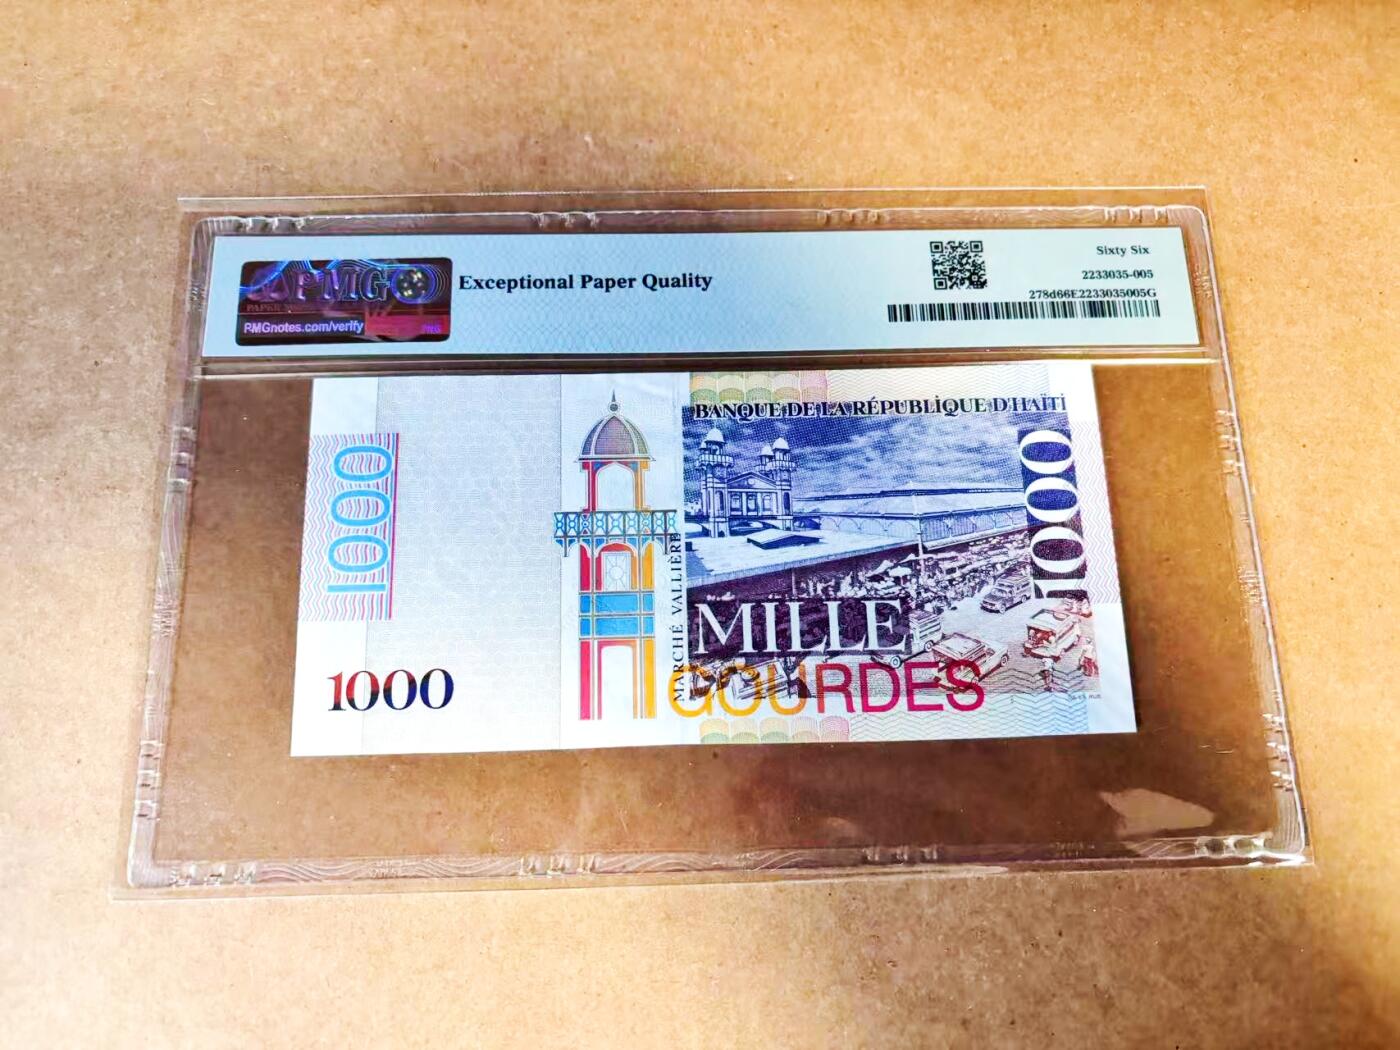 PMG
PMGnotes.com/verify
Exceptional Paper Quality
Sixty Six
2233035-005
278d66E2233035005G
BANQUE DE LA RÉPUBLIQUE D'HAÏTI
1000
1000
MARCHÉ VALLIÈRE
MILLE
GOURDES
1000